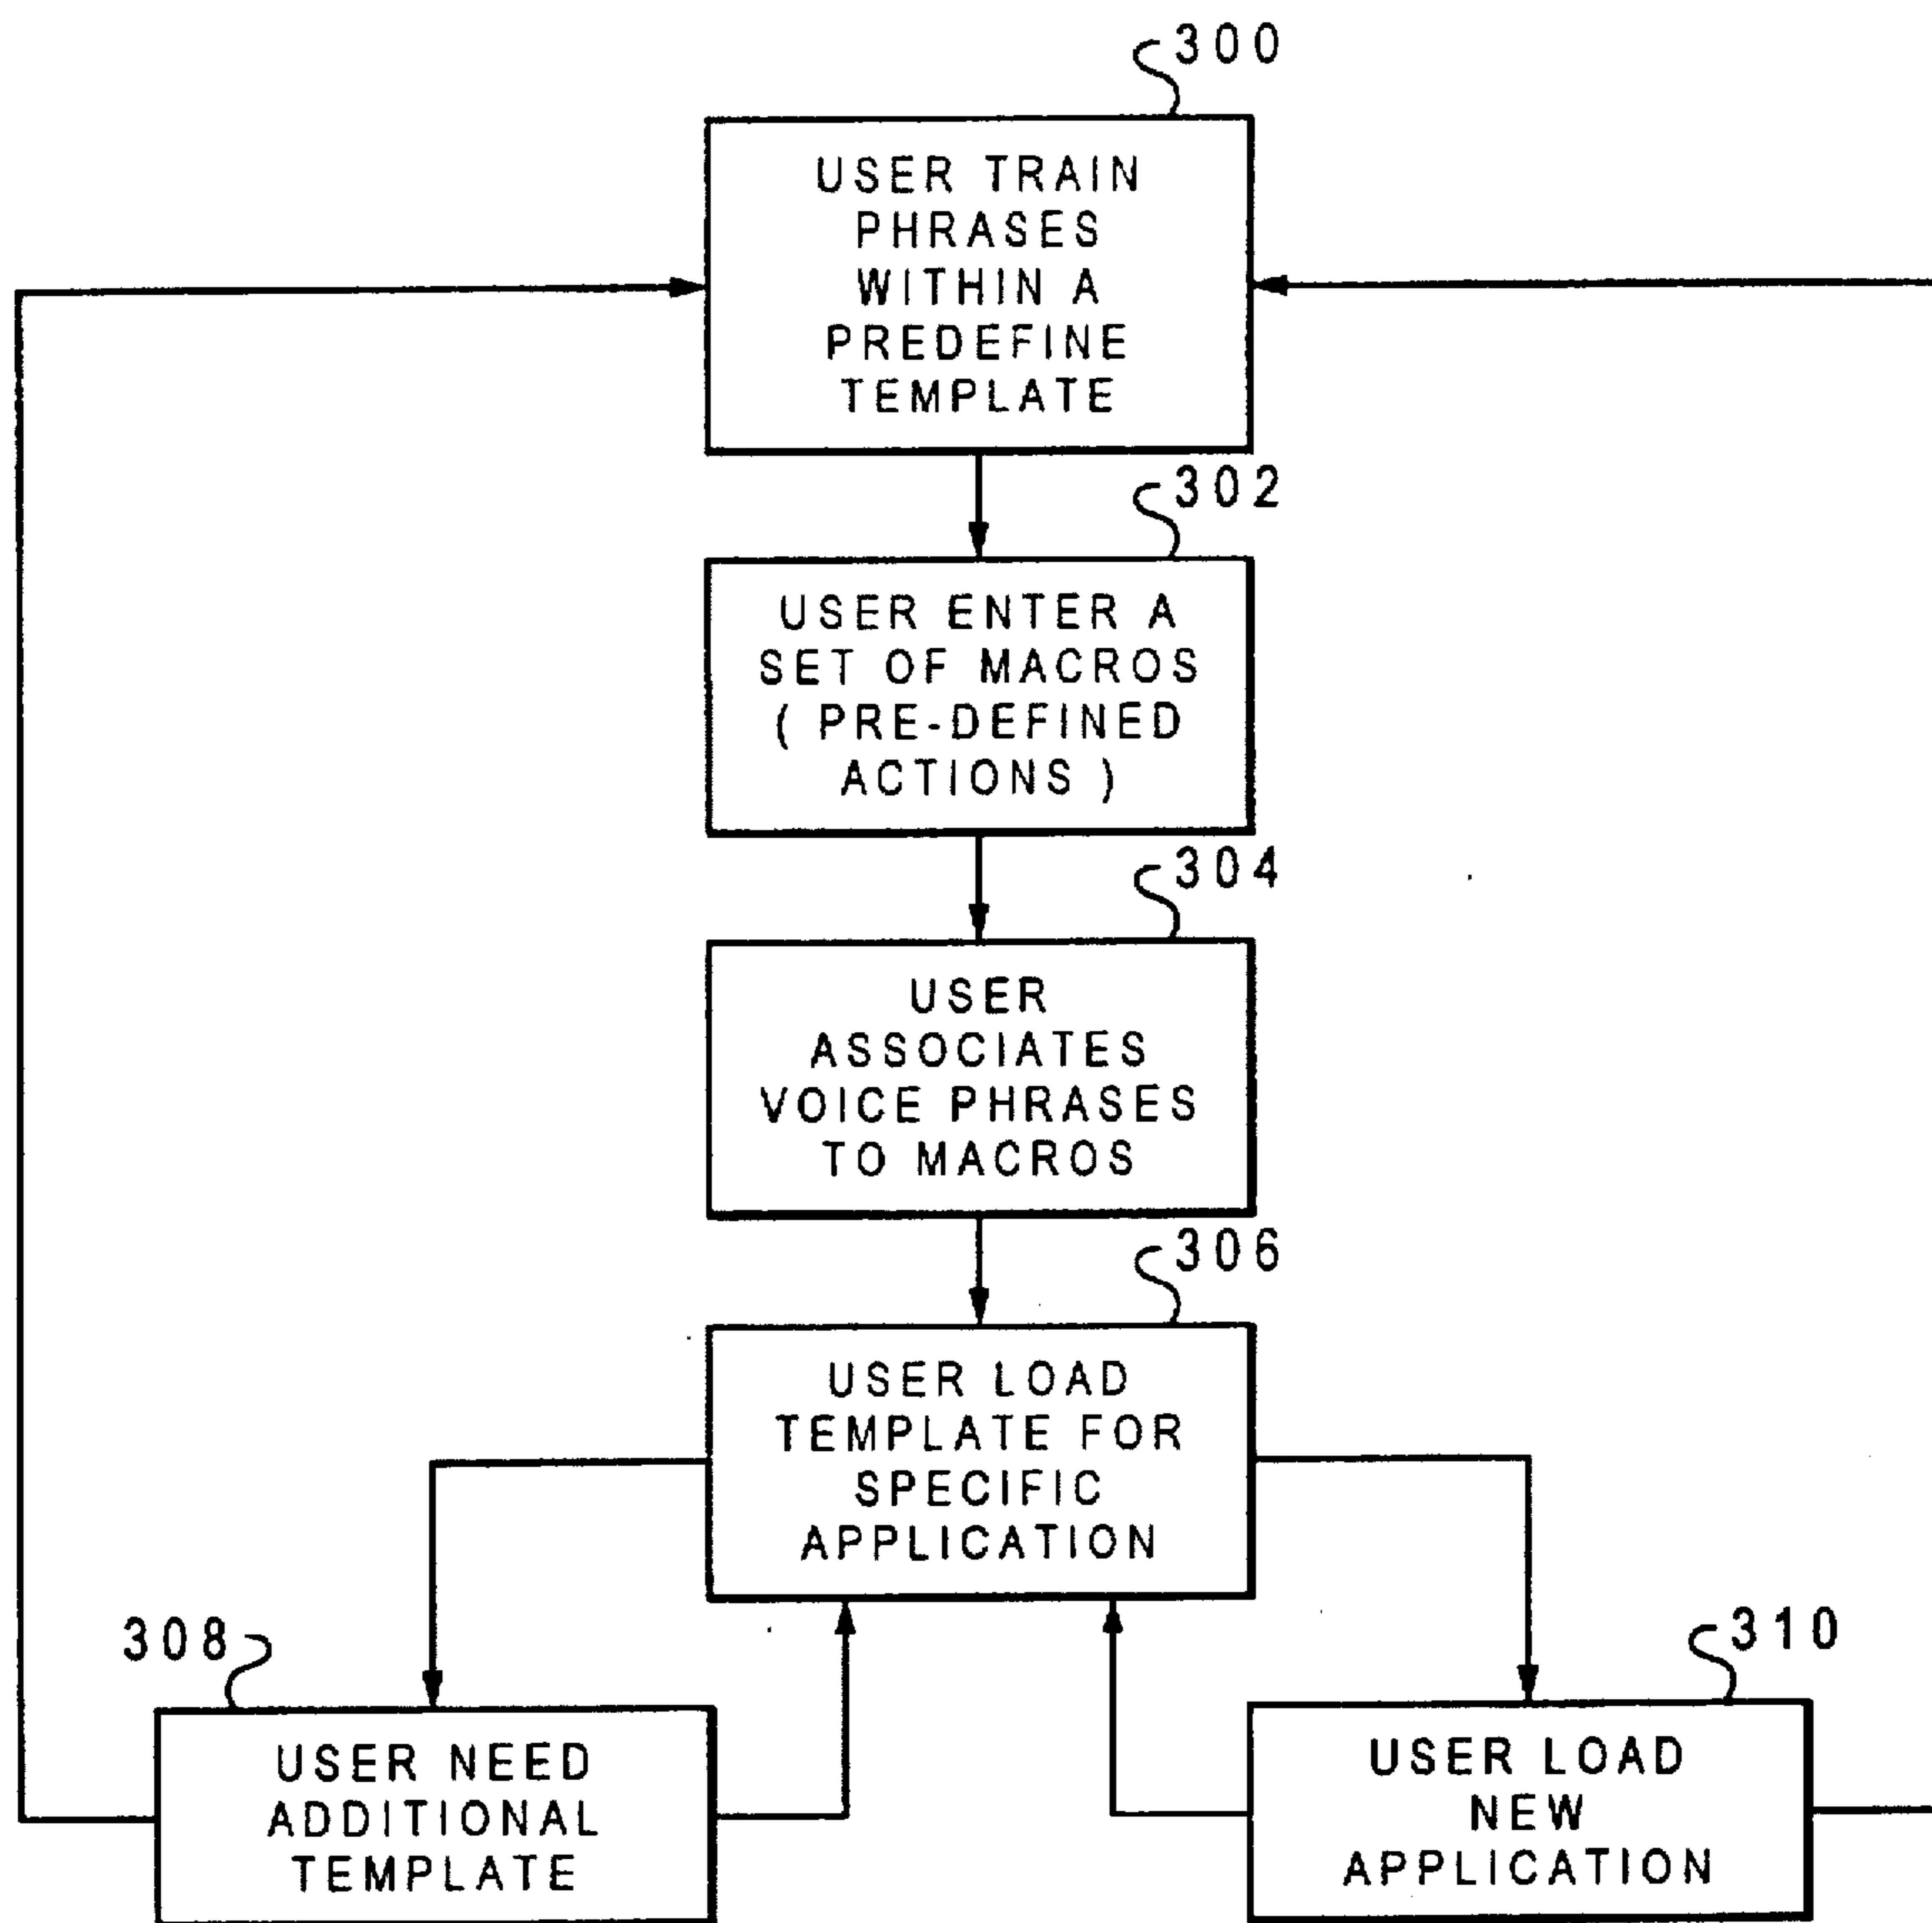 300
USER TRAIN
PHRASES
WITHIN A
PREDEFINE
TEMPLATE
302
USER ENTER A
SET OF MACROS
( PRE-DEFINED
ACTIONS )
304
USER
ASSOCIATES
VOICE PHRASES
TO MACROS
306
USER LOAD
TEMPLATE FOR
SPECIFIC
APPLICATION
308
USER NEED
ADDITIONAL
TEMPLATE
310
USER LOAD
NEW
APPLICATION